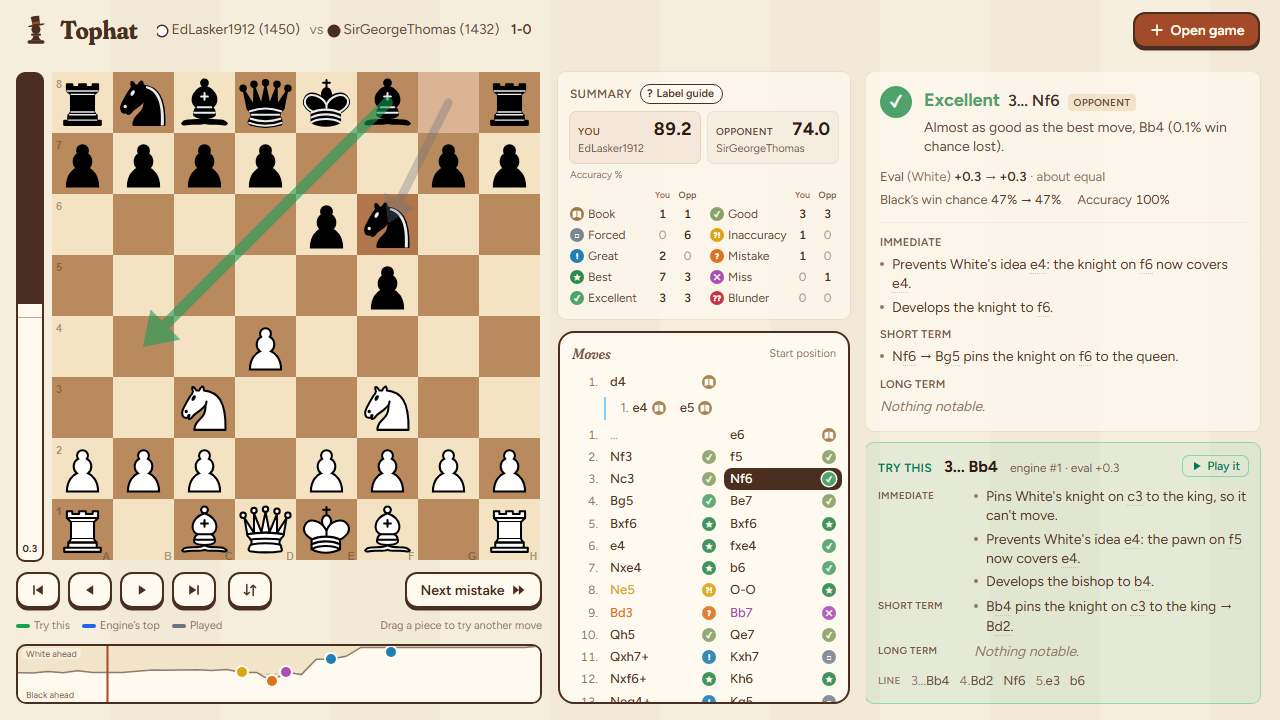 Tophat EdLasker1912 (1450) vs SirGeorgeThomas (1432) 1-0
Open game
8
7
6
5
4
3
2
1
A B C D E F G H
0.3
Next mistake
Try this Engine's top Played Drag a piece to try another move
White ahead
Black ahead
SUMMARY ? Label guide
YOU 89.2
EdLasker1912
OPPONENT 74.0
SirGeorgeThomas
Accuracy %
You Opp You Opp
Book 1 1 Good 3 3
Forced 0 6 ?! Inaccuracy 1 0
! Great 2 0 ? Mistake 1 0
Best 7 3 Miss 0 1
Excellent 3 3 ?? Blunder 0 0
Moves Start position
1. d4
1. e4 e5
1. ... e6
2. Nf3 f5
3. Nc3 Nf6
4. Bg5 Be7
5. Bxf6 Bxf6
6. e4 fxe4
7. Nxe4 b6
8. Ne5 ?! O-O
9. Bd3 ? Bb7
10. Qh5 Qe7
11. Qxh7+ ! Kxh7
12. Nxf6+ Kh6
13. Neg4+ ! Kg5
Excellent 3... Nf6 OPPONENT
Almost as good as the best move, Bb4 (0.1% win
chance lost).
Eval (White) +0.3 → +0.3 · about equal
Black's win chance 47% → 47% Accuracy 100%
IMMEDIATE
• Prevents White's idea e4: the knight on f6 now covers
e4.
• Develops the knight to f6.
SHORT TERM
• Nf6 → Bg5 pins the knight on f6 to the queen.
LONG TERM
Nothing notable.
TRY THIS 3... Bb4 engine #1 · eval +0.3 Play it
IMMEDIATE • Pins White's knight on c3 to the king, so it
can't move.
• Prevents White's idea e4: the pawn on f5
now covers e4.
• Develops the bishop to b4.
SHORT TERM • Bb4 pins the knight on c3 to the king →
Bd2.
LONG TERM Nothing notable.
LINE 3...Bb4 4.Bd2 Nf6 5.e3 b6